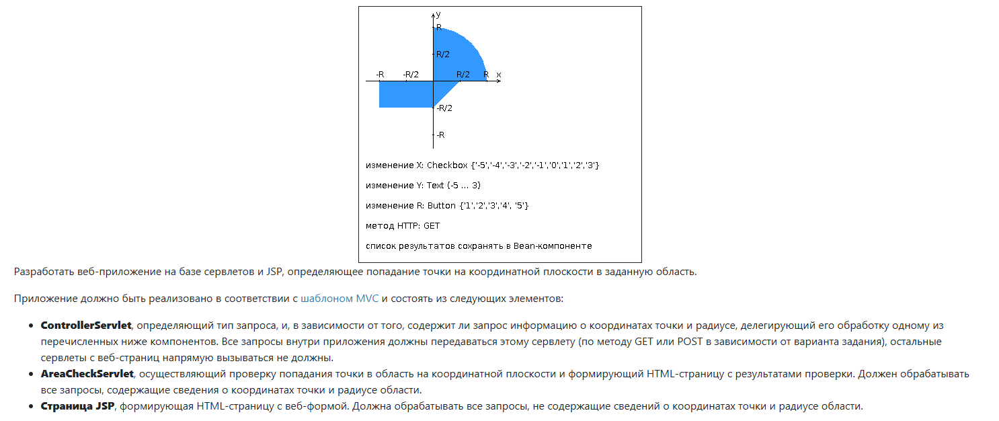 y
R
R/2
-R
-R/2
R/2
R
x
-R/2
-R
изменение X: Checkbox {'-5','-4','-3','-2','-1','0','1','2','3'}
изменение Y: Text (-5 ... 3)
изменение R: Button {'1','2','3','4', '5'}
метод HTTP: GET
список результатов сохранять в Bean-компоненте
Разработать веб-приложение на базе сервлетов и JSP, определяющее попадание точки на координатной плоскости в заданную область.
Приложение должно быть реализовано в соответствии с шаблоном MVC и состоять из следующих элементов:
• ControllerServlet, определяющий тип запроса, и, в зависимости от того, содержит ли запрос информацию о координатах точки и радиусе, делегирующий его обработку одному из
перечисленных ниже компонентов. Все запросы внутри приложения должны передаваться этому сервлету (по методу GET или POST в зависимости от варианта задания), остальные
сервлеты с веб-страниц напрямую вызываться не должны.
• AreaCheckServlet, осуществляющий проверку попадания точки в область на координатной плоскости и формирующий HTML-страницу с результатами проверки. Должен обрабатывать
все запросы, содержащие сведения о координатах точки и радиусе области.
• Страница JSP, формирующая HTML-страницу с веб-формой. Должна обрабатывать все запросы, не содержащие сведений о координатах точки и радиусе области.